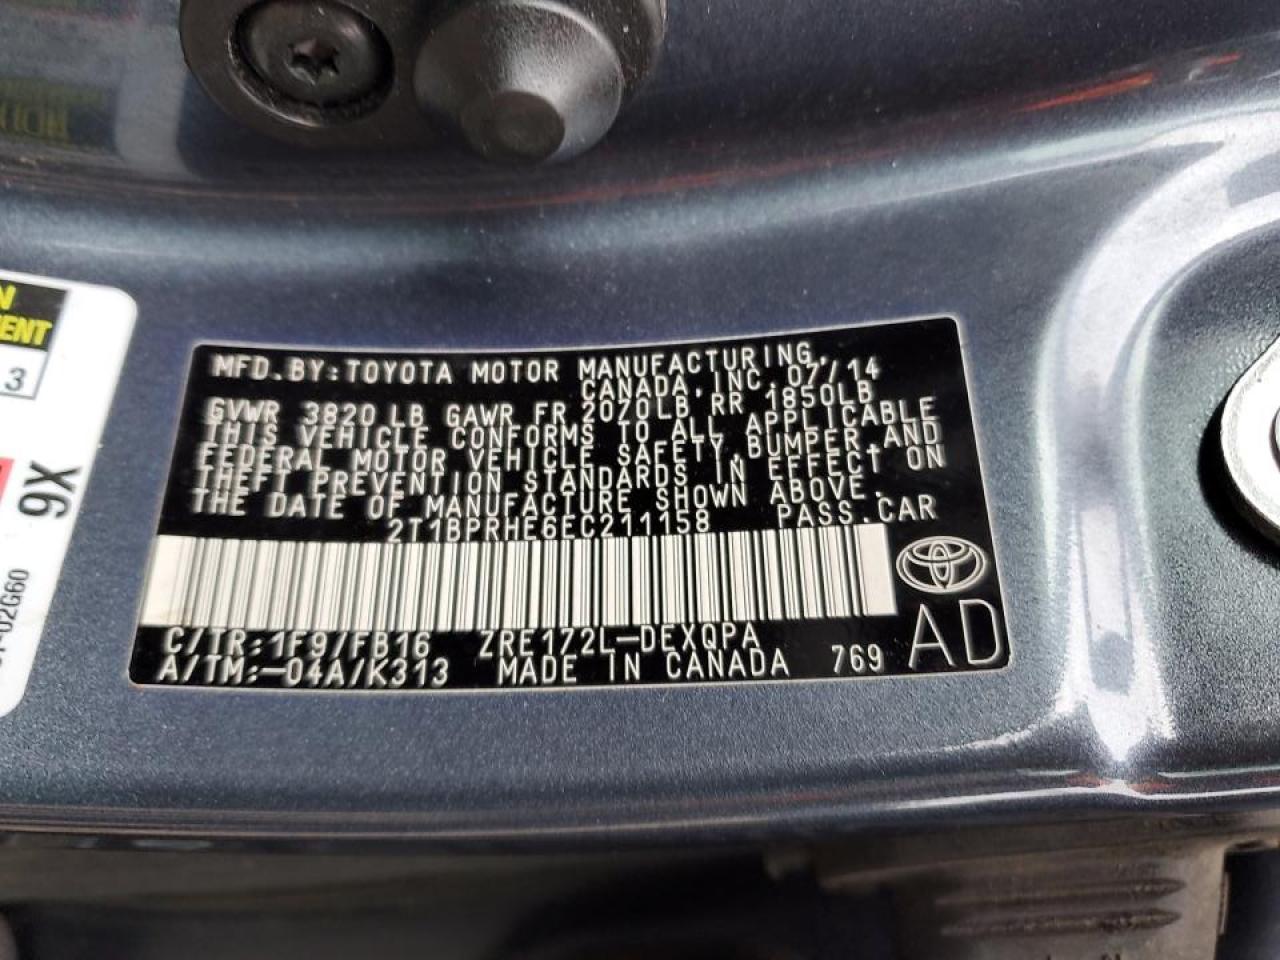 MFD.BY:TOYOTA MOTOR MANUFACTURING,
CANADA,INC.07/14
GVWR 3820 LB GAWR FR 2070LB RR 1850LB
THIS VEHICLE CONFORMS TO ALL APPLICABLE
FEDERAL MOTOR VEHICLE SAFETY,BUMPER,AND
THEFT PREVENTION STANDARDS IN EFFECT ON
THE DATE OF MANUFACTURE SHOWN ABOVE.
2T1BPRHE6EC211158 PASS.CAR
C/TR:1F9/FB16 ZRE172L-DEXQPA
A/TM:-04A/K313 MADE IN CANADA 769
AD
3
9X
-02G60